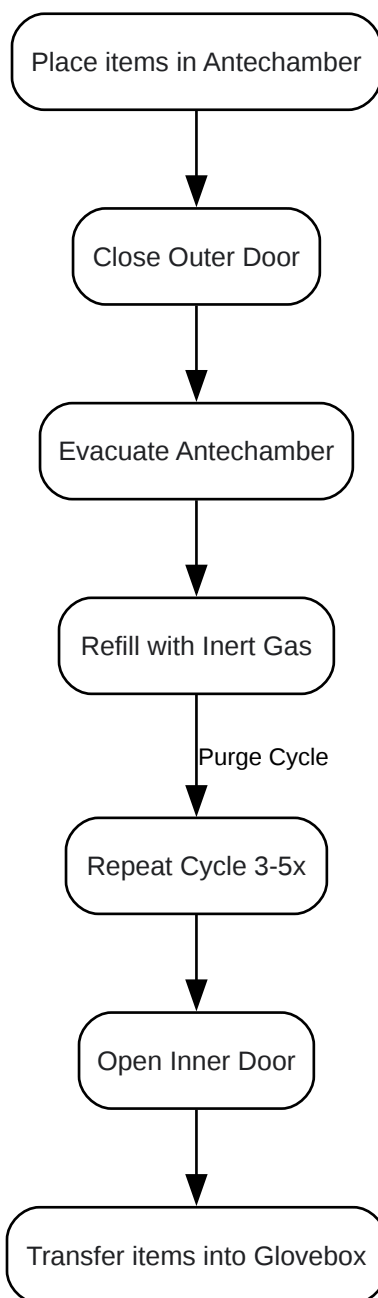 Place items in Antechamber
Close Outer Door
Evacuate Antechamber
Refill with Inert Gas
Purge Cycle
Repeat Cycle 3-5x
Open Inner Door
Transfer items into Glovebox